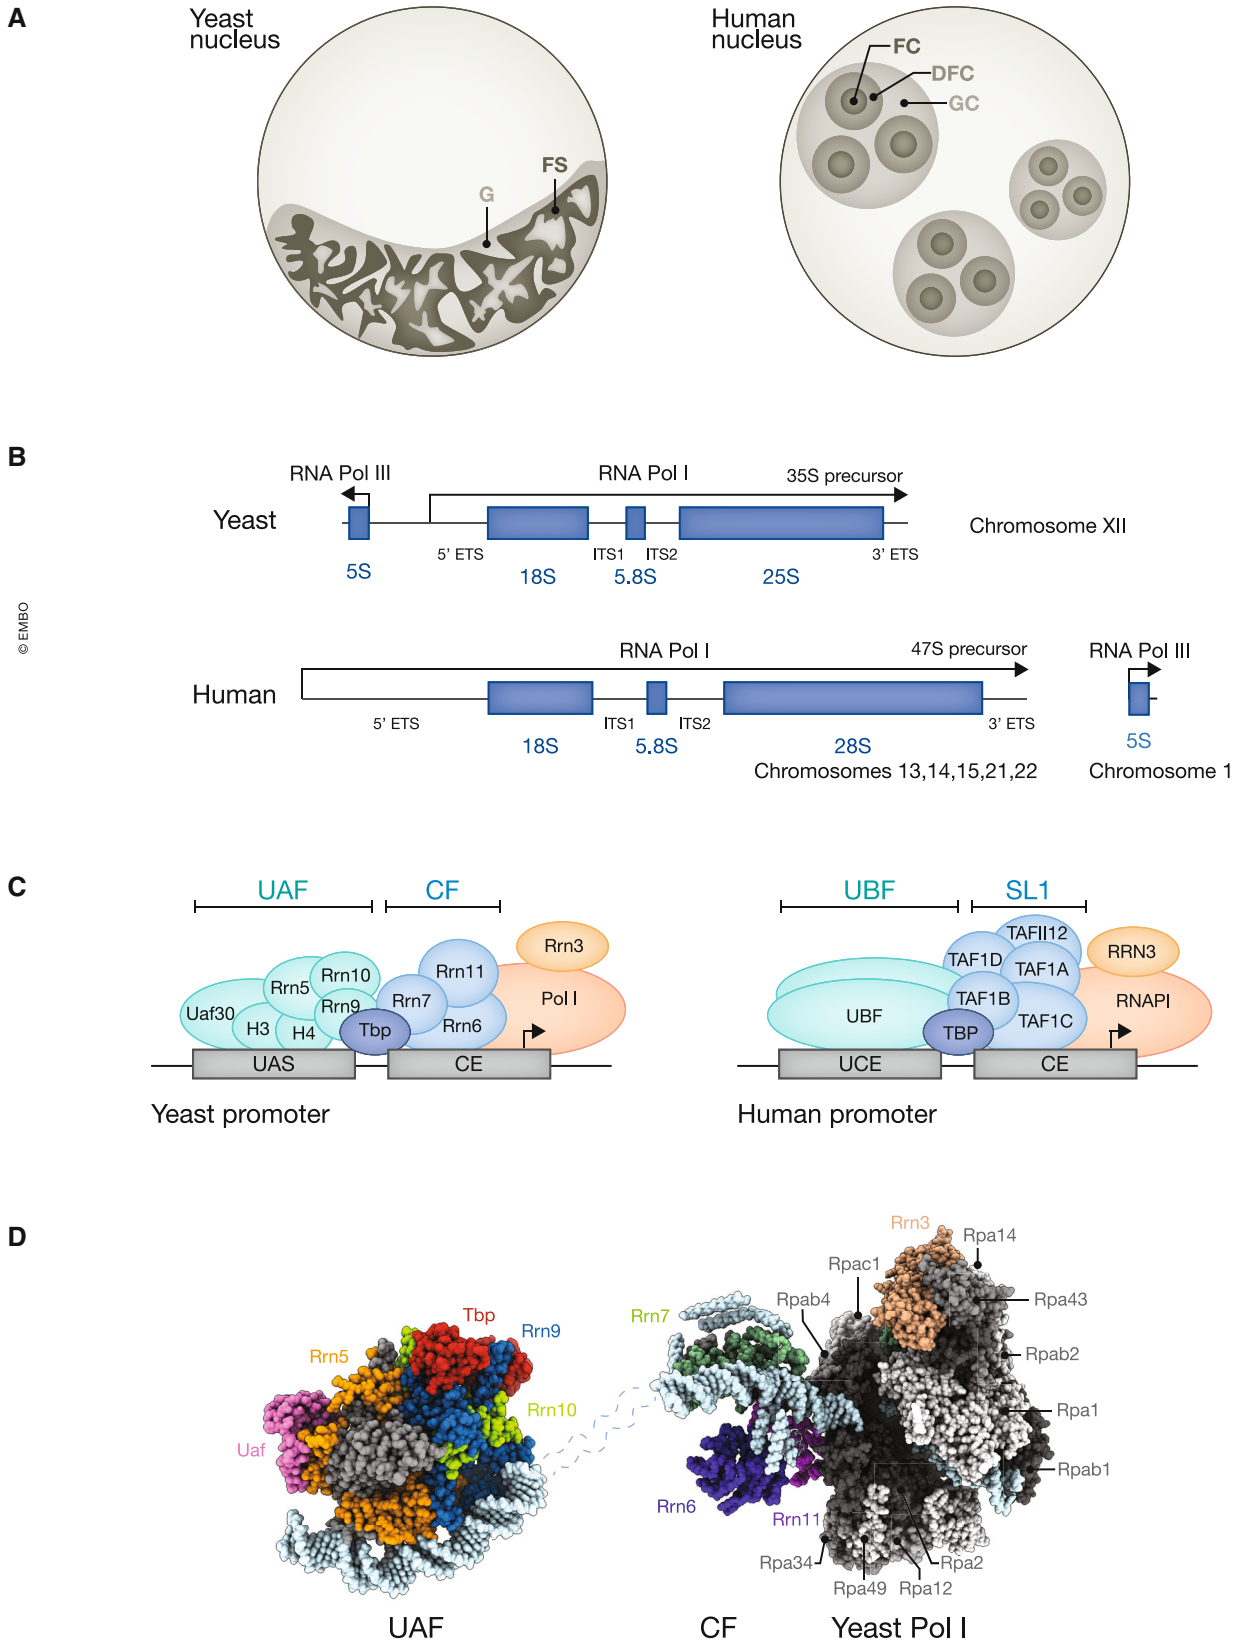 A
Yeast
nucleus
G
FS
Human
nucleus
FC
DFC
GC
B
RNA Pol III
RNA Pol I
35S precursor
Yeast
Chromosome XII
5’ ETS
ITS1
ITS2
3’ ETS
5S
18S
5.8S
25S
© EMBO
RNA Pol I
47S precursor
RNA Pol III
Human
5’ ETS
ITS1
ITS2
3’ ETS
18S
5.8S
28S
5S
Chromosomes 13,14,15,21,22
Chromosome 1
C
UAF
CF
Rrn3
Rrn10
Rrn11
Rrn5
Rrn9
Rrn7
Pol I
Uaf30
H3
H4
Tbp
Rrn6
UAS
CE
Yeast promoter
UBF
SL1
TAFII12
TAF1D
TAF1A
RRN3
TAF1B
RNAPI
UBF
TAF1C
TBP
UCE
CE
Human promoter
D
Tbp
Rrn9
Rrn5
Rrn10
Uaf
UAF
Rrn3
Rpa14
Rpac1
Rpab4
Rpa43
Rrn7
Rpab2
Rpa1
Rpab1
Rrn6
Rrn11
Rpa34
Rpa2
Rpa49
Rpa12
CF
Yeast Pol I